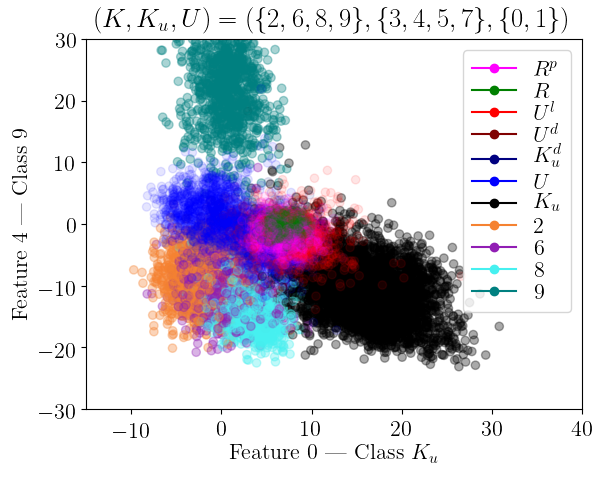 (K, K_u, U) = ({2, 6, 8, 9}, {3, 4, 5, 7}, {0, 1})
30
20
10
0
−10
−20
−30
Feature 4 — Class 9
−10
0
10
20
30
40
Feature 0 — Class K_u
R^p
R
U^l
U^d
K_u^d
U
K_u
2
6
8
9